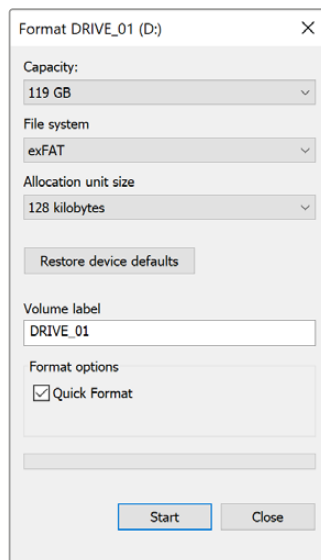 Format DRIVE_01 (D:)
Capacity:
119 GB
File system
exFAT
Allocation unit size
128 kilobytes
Restore device defaults
Volume label
DRIVE_01
Format options
Quick Format
Start Close